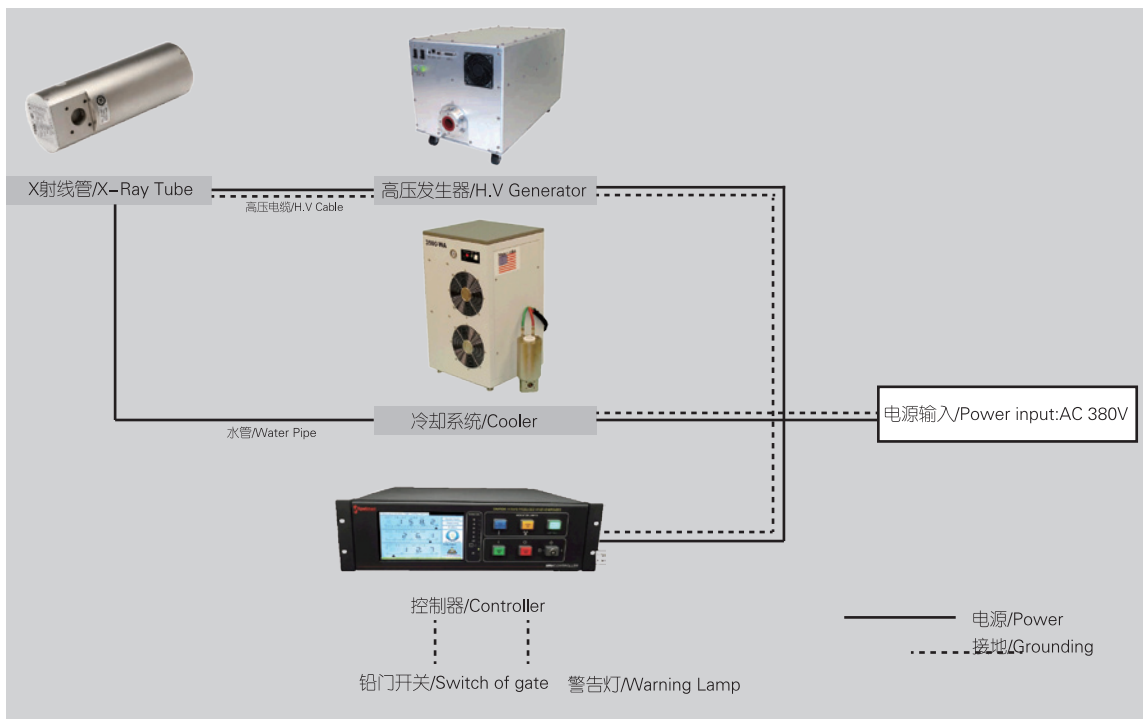 X射线管/X-Ray Tube
高压电缆/H.V Cable
高压发生器/H.V Generator
水管/Water Pipe
冷却系统/Cooler
电源输入/Power input:AC 380V
控制器/Controller
铅门开关/Switch of gate
警告灯/Warning Lamp
电源/Power
接地/Grounding